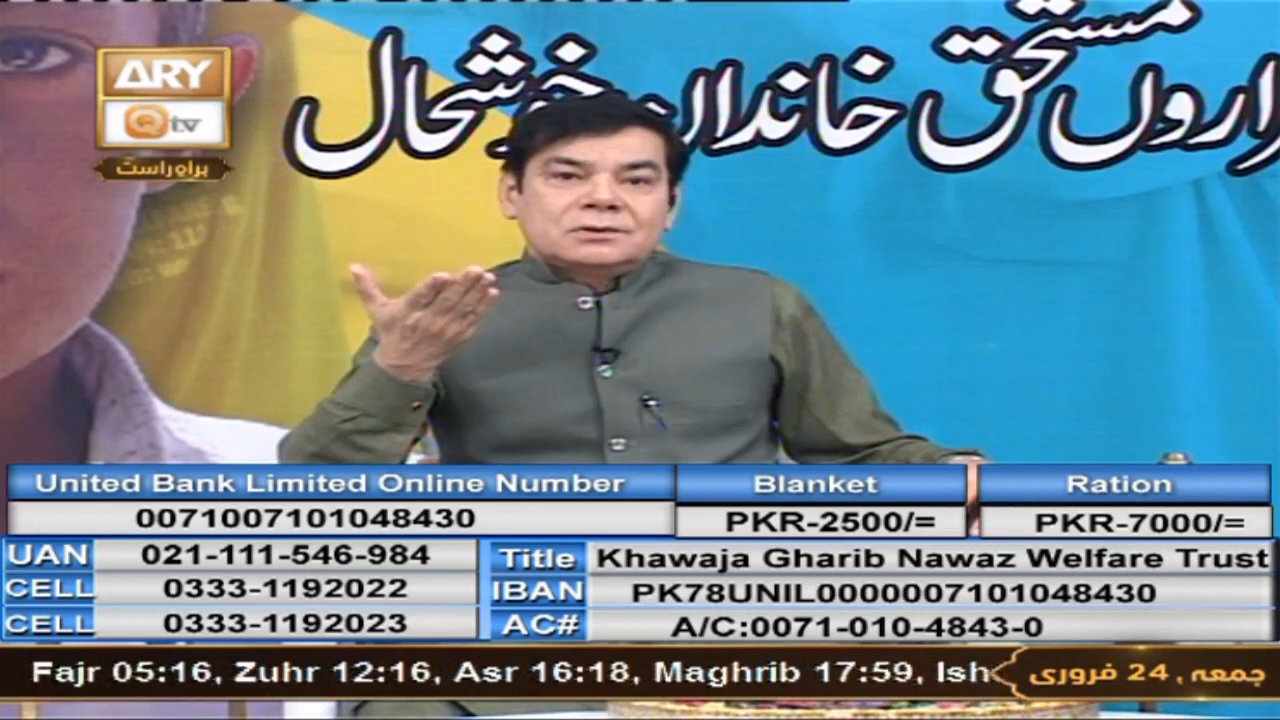 مستحق خاندان خوشحال
ARY
Qtv
براہِ راست
United Bank Limited Online Number
Blanket
Ration
0071007101048430
PKR-2500/=
PKR-7000/=
UAN 021-111-546-984
CELL 0333-1192022
CELL 0333-1192023
Title Khawaja Gharib Nawaz Welfare Trust
IBAN PK78UNIL0000007101048430
AC# A/C:0071-010-4843-0
Fajr 05:16, Zuhr 12:16, Asr 16:18, Maghrib 17:59, Ish
جمعہ، 24 فروری